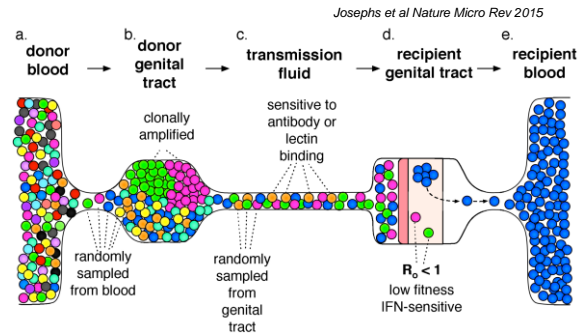 Josephs et al Nature Micro Rev 2015
a.
donor
blood
b.
donor
genital
tract
c.
transmission
fluid
d.
recipient
genital tract
e.
recipient
blood
clonally
amplified
sensitive to
antibody or
lectin
binding
randomly
sampled
from blood
randomly
sampled
from
genital
tract
Ro < 1
low fitness
IFN-sensitive